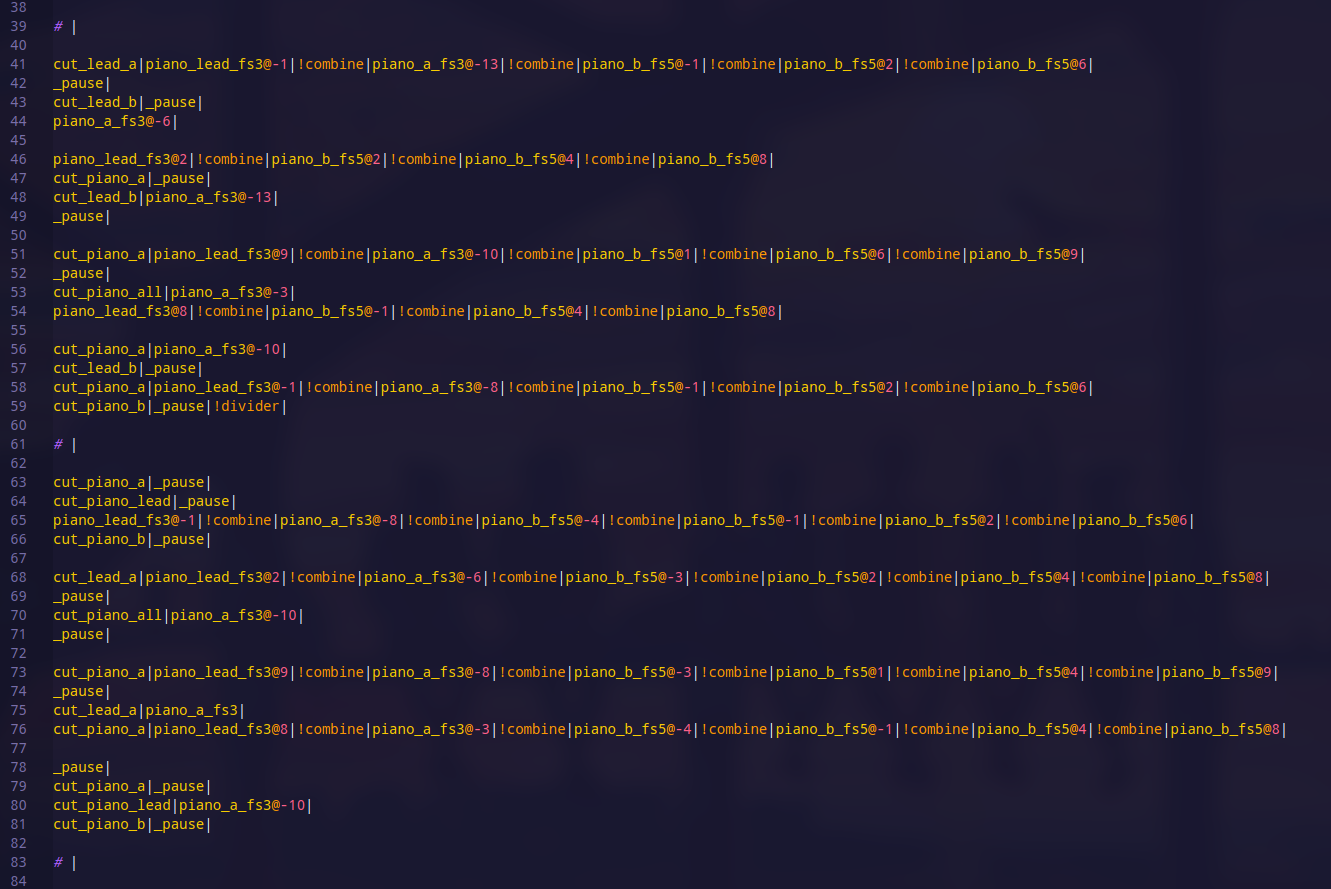 38
39 # |
40
41 cut_lead_a|piano_lead_fs3@-1|!combine|piano_a_fs3@-13|!combine|piano_b_fs5@-1|!combine|piano_b_fs5@2|!combine|piano_b_fs5@6|
42 _pause|
43 cut_lead_b|_pause|
44 piano_a_fs3@-6|
45
46 piano_lead_fs3@2|!combine|piano_b_fs5@2|!combine|piano_b_fs5@4|!combine|piano_b_fs5@8|
47 cut_piano_a|_pause|
48 cut_lead_b|piano_a_fs3@-13|
49 _pause|
50
51 cut_piano_a|piano_lead_fs3@9|!combine|piano_a_fs3@-10|!combine|piano_b_fs5@1|!combine|piano_b_fs5@6|!combine|piano_b_fs5@9|
52 _pause|
53 cut_piano_all|piano_a_fs3@-3|
54 piano_lead_fs3@8|!combine|piano_b_fs5@-1|!combine|piano_b_fs5@4|!combine|piano_b_fs5@8|
55
56 cut_piano_a|piano_a_fs3@-10|
57 cut_lead_b|_pause|
58 cut_piano_a|piano_lead_fs3@-1|!combine|piano_a_fs3@-8|!combine|piano_b_fs5@-1|!combine|piano_b_fs5@2|!combine|piano_b_fs5@6|
59 cut_piano_b|_pause|!divider|
60
61 # |
62
63 cut_piano_a|_pause|
64 cut_piano_lead|_pause|
65 piano_lead_fs3@-1|!combine|piano_a_fs3@-8|!combine|piano_b_fs5@-4|!combine|piano_b_fs5@-1|!combine|piano_b_fs5@2|!combine|piano_b_fs5@6|
66 cut_piano_b|_pause|
67
68 cut_lead_a|piano_lead_fs3@2|!combine|piano_a_fs3@-6|!combine|piano_b_fs5@-3|!combine|piano_b_fs5@2|!combine|piano_b_fs5@4|!combine|piano_b_fs5@8|
69 _pause|
70 cut_piano_all|piano_a_fs3@-10|
71 _pause|
72
73 cut_piano_a|piano_lead_fs3@9|!combine|piano_a_fs3@-8|!combine|piano_b_fs5@-3|!combine|piano_b_fs5@1|!combine|piano_b_fs5@4|!combine|piano_b_fs5@9|
74 _pause|
75 cut_lead_a|piano_a_fs3|
76 cut_piano_a|piano_lead_fs3@8|!combine|piano_a_fs3@-3|!combine|piano_b_fs5@-4|!combine|piano_b_fs5@-1|!combine|piano_b_fs5@4|!combine|piano_b_fs5@8|
77
78 _pause|
79 cut_piano_a|_pause|
80 cut_piano_lead|piano_a_fs3@-10|
81 cut_piano_b|_pause|
82
83 # |
84